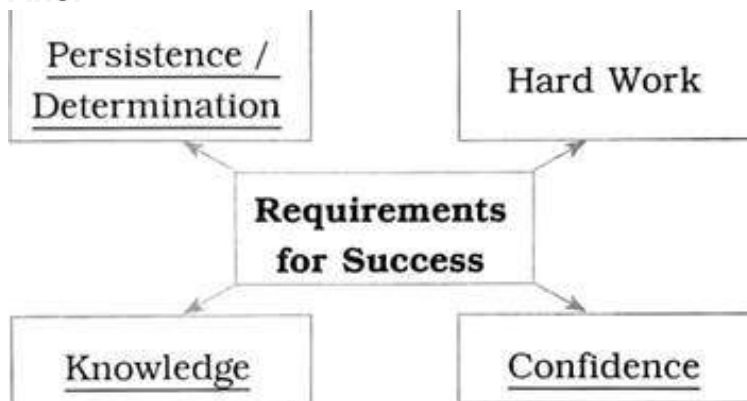 Persistence /
Determination
Hard Work
Requirements
for Success
Knowledge
Confidence